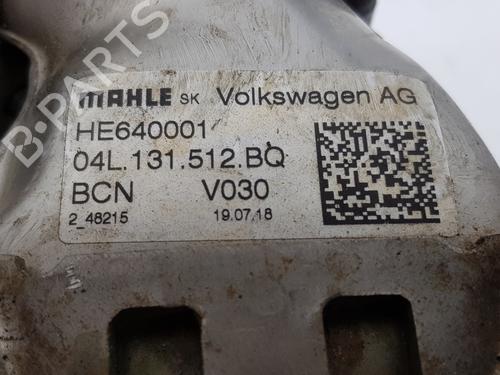 MAHLE SK Volkswagen AG
HE640001
04L.131.512.BQ
BCN V030
2_48215 19.07.18
B-PARTS